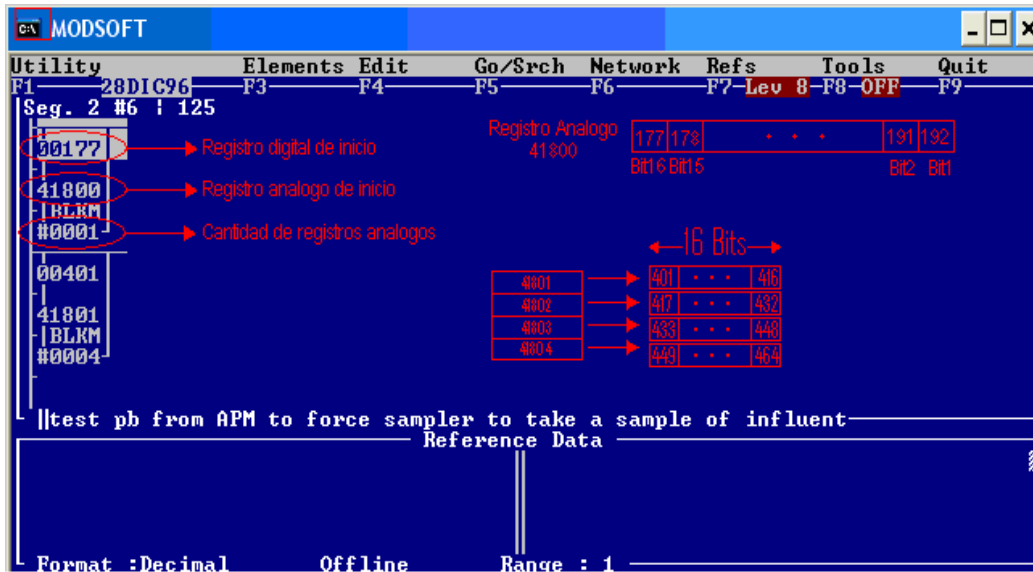 C:\ MODSOFT
Utility Elements Edit Go/Srch Network Refs Tools Quit
F1 28DIC96 F3 F4 F5 F6 F7-Lev 8-F8-OFF F9
Seg. 2 #6 | 125
00177
Registro digital de inicio
Registro Analogo
41800
177 178 . . . 191 192
Bit16 Bit15 Bit2 Bit1
41800
Registro analogo de inicio
BLKM
#0001
Cantidad de registros analogos
16 Bits
00401
41801
BLKM
#0004
41801 401 . . . 416
41802 417 . . . 432
41803 433 . . . 448
41804 449 . . . 464
test pb from APM to force sampler to take a sample of influent
Reference Data
Format :Decimal Offline Range : 1